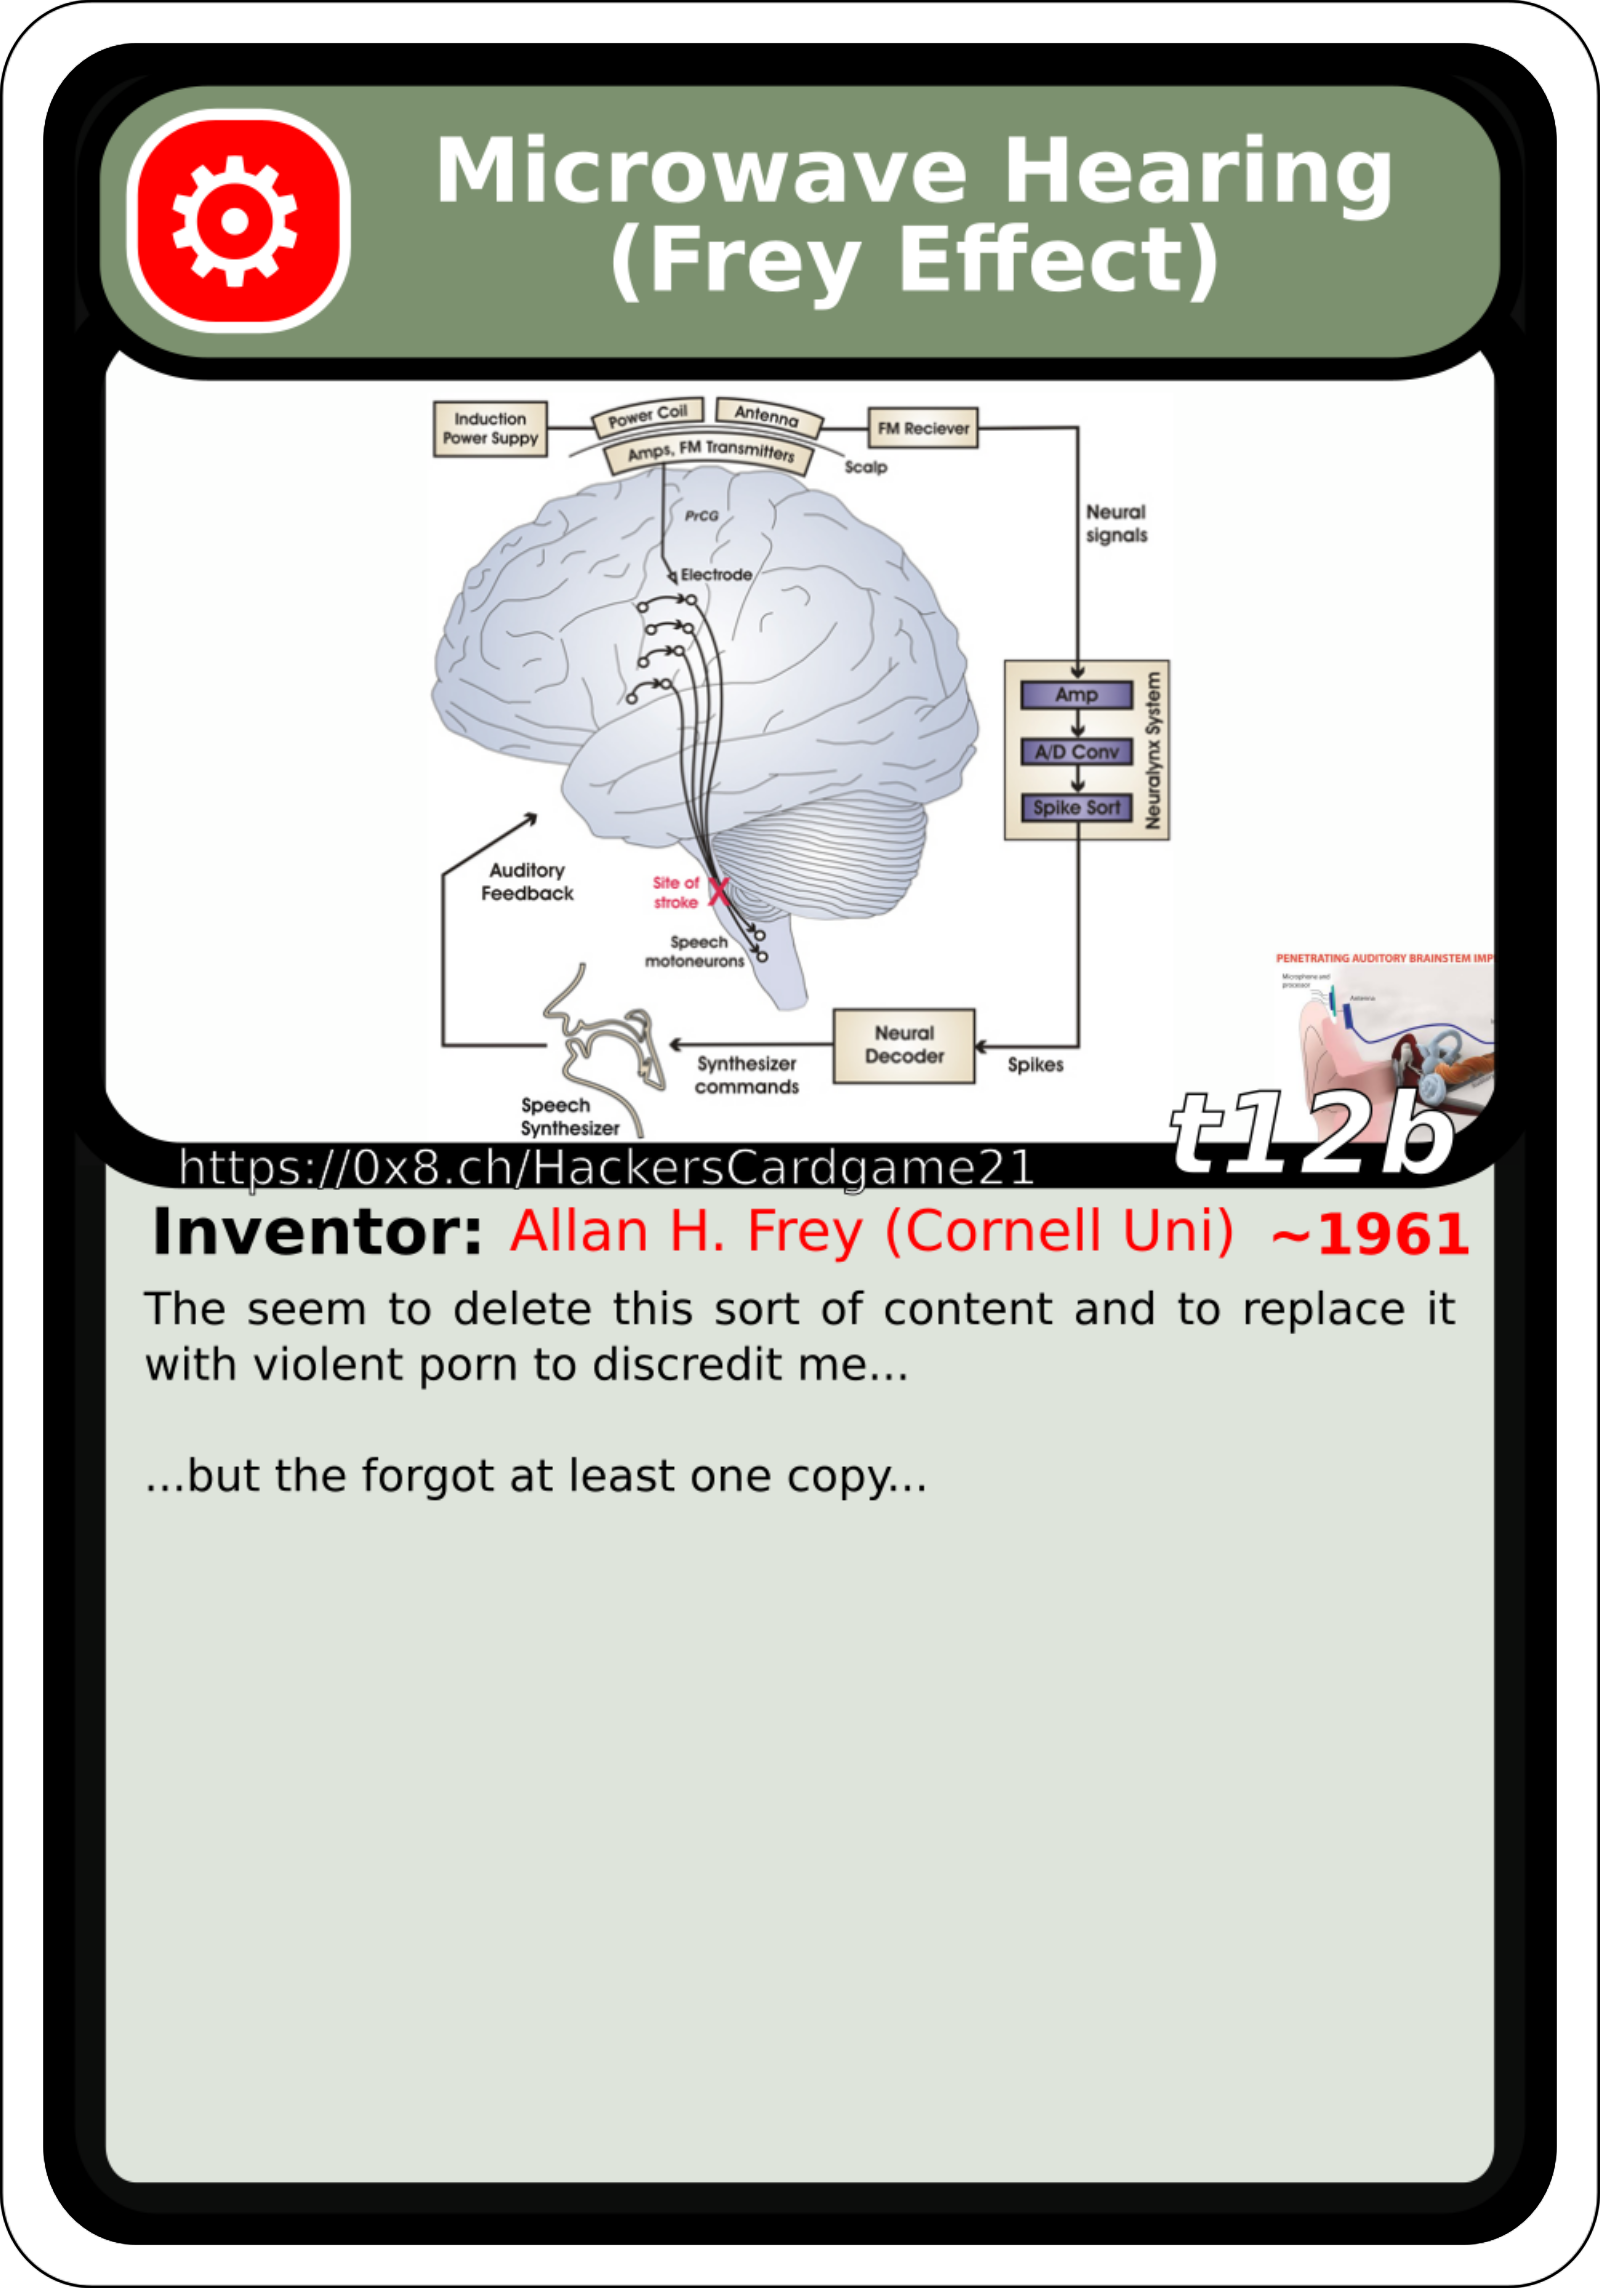 Microwave Hearing
(Frey Effect)
Induction
Power Suppy
Power Coil
Antenna
FM Reciever
Amps, FM Transmitters
Scalp
PrCG
Neural
signals
Electrode
Amp
A/D Conv
Spike Sort
Neuralynx System
Auditory
Feedback
Site of
stroke
Speech
motoneurons
PENETRATING AUDITORY BRAINSTEM IMP
Microphone and
processor
Antenna
Neural
Decoder
Synthesizer
commands
Spikes
Speech
Synthesizer
t12b
https://0x8.ch/HackersCardgame21
Inventor: Allan H. Frey (Cornell Uni) ~1961
The seem to delete this sort of content and to replace it
with violent porn to discredit me...
...but the forgot at least one copy...